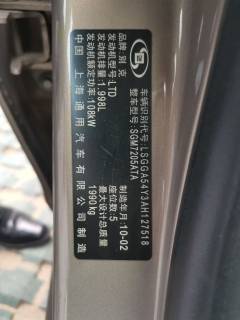 品牌 别克
发动机型号 LTD
发动机排量 1.998L
发动机额定功率 108kW
中国 上海通用汽车有限公司 制造
车辆识别代号: LSGGA54Y3AH127518
整车型号: SGM7205ATA
制造年月 10-02
座位数 5
最大设计总质量
1990kg